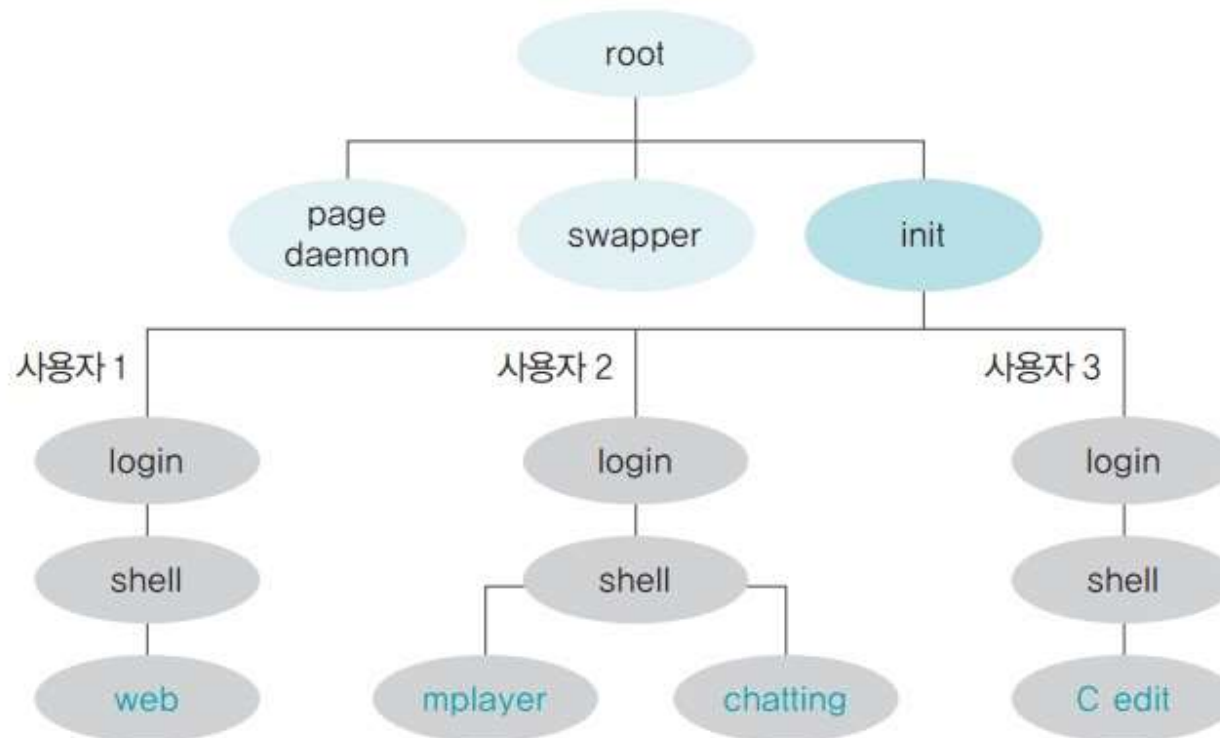 root
page
daemon
swapper
init
사용자 1
사용자 2
사용자 3
login
login
login
shell
shell
shell
web
mplayer
chatting
C edit